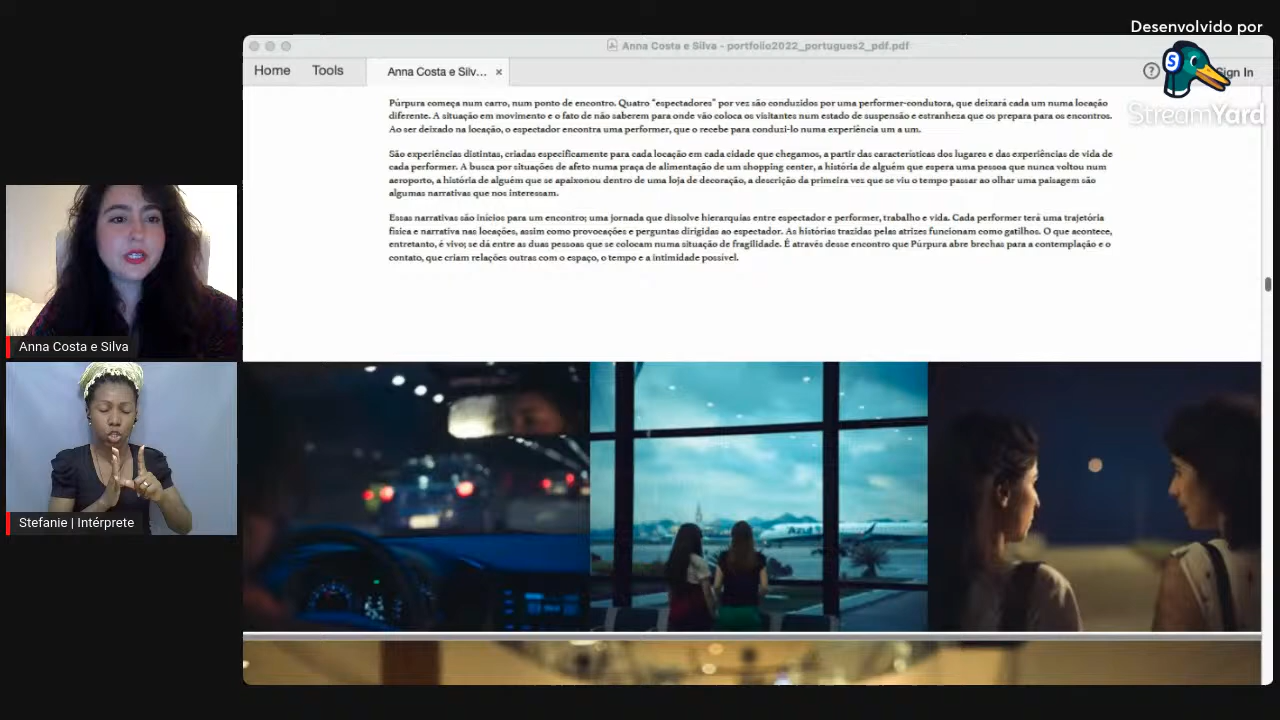 Desenvolvido por
StreamYard
Anna Costa e Silva - portfolio2022_portugues2_pdf.pdf
Home Tools Anna Costa e Silv... × ? Sign In
Púrpura começa num carro, num ponto de encontro. Quatro "espectadores" por vez são conduzidos por uma performer-condutora, que deixará cada um numa locação
diferente. A situação em movimento e o fato de não saberem para onde vão coloca os visitantes num estado de suspensão e estranheza que os prepara para os encontros.
Ao ser deixado na locação, o espectador encontra uma performer, que o recebe para conduzi-lo numa experiência um a um.
São experiências distintas, criadas especificamente para cada locação em cada cidade que chegamos, a partir das características dos lugares e das experiências de vida de
cada performer. A busca por situações de afeto numa praça de alimentação de um shopping center, a história de alguém que espera uma pessoa que nunca voltou num
aeroporto, a história de alguém que se apaixonou dentro de uma loja de decoração, a descrição da primeira vez que se viu o tempo passar ao olhar uma paisagem são
algumas narrativas que nos interessam.
Essas narrativas são inícios para um encontro; uma jornada que dissolve hierarquias entre espectador e performer, trabalho e vida. Cada performer terá uma trajetória
física e narrativa nas locações, assim como provocações e perguntas dirigidas ao espectador. As histórias trazidas pelas atrizes funcionam como gatilhos. O que acontece,
entretanto, é vivo; se dá entre as duas pessoas que se colocam numa situação de fragilidade. É através desse encontro que Púrpura abre brechas para a contemplação e o
contato, que criam relações outras com o espaço, o tempo e a intimidade possível.
Anna Costa e Silva
Stefanie | Intérprete
Azul